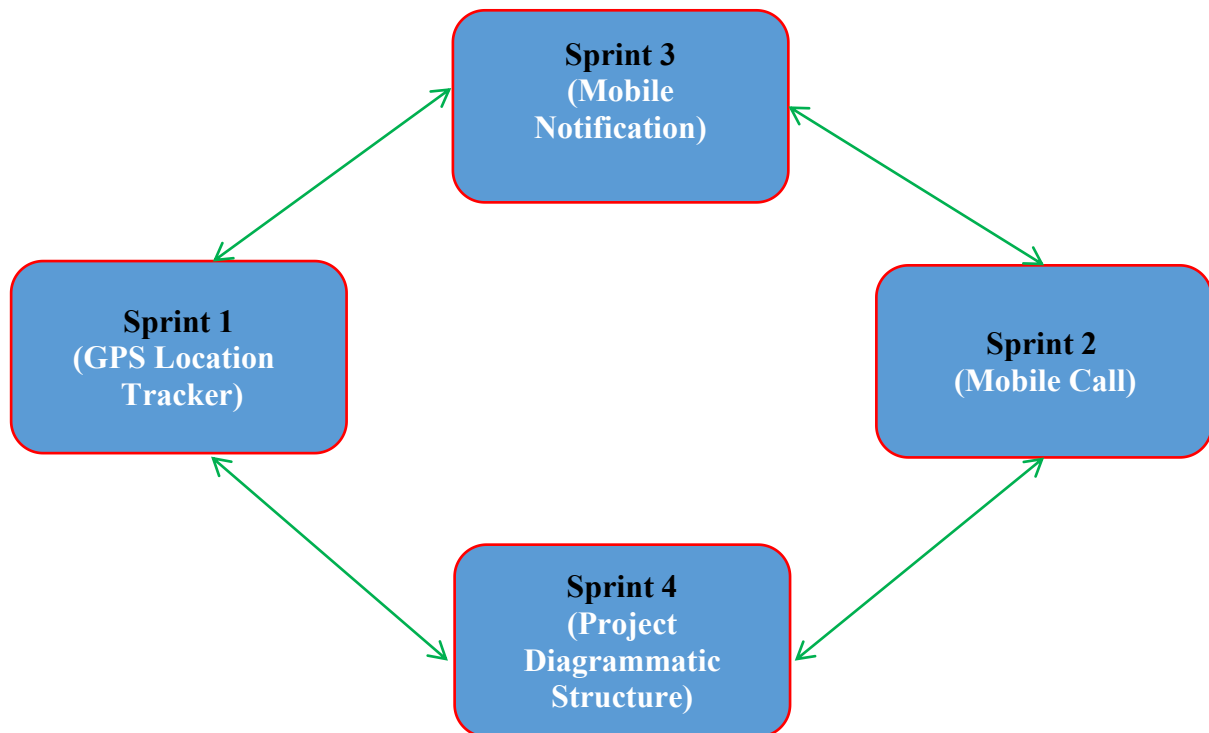 Sprint 3
(Mobile
Notification)
Sprint 1
(GPS Location
Tracker)
Sprint 2
(Mobile Call)
Sprint 4
(Project
Diagrammatic
Structure)